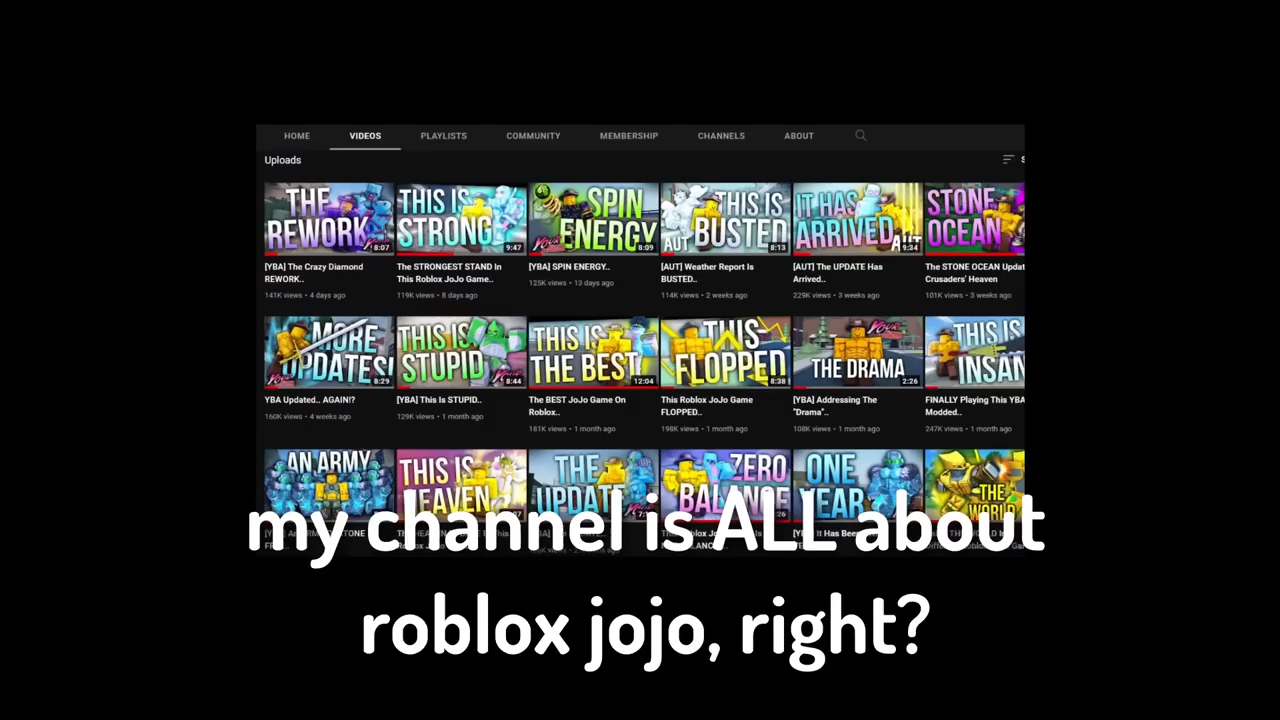 HOME VIDEOS PLAYLISTS COMMUNITY MEMBERSHIP CHANNELS ABOUT
Uploads
THE REWORK 8:07
THIS IS STRONG 9:47
SPIN ENERGY 8:09
THIS IS BUSTED AUT 8:13
IT HAS ARRIVED AUT 9:34
STONE OCEAN
[YBA] The Crazy Diamond REWORK..
141K views • 4 days ago
The STRONGEST STAND In This Roblox JoJo Game..
119K views • 8 days ago
[YBA] SPIN ENERGY..
125K views • 13 days ago
[AUT] Weather Report Is BUSTED..
114K views • 2 weeks ago
[AUT] The UPDATE Has Arrived..
229K views • 3 weeks ago
The STONE OCEAN Updat
Crusaders' Heaven
101K views • 3 weeks ago
MORE UPDATES! 8:29
THIS IS STUPID 8:44
THIS IS THE BEST 12:04
THIS FLOPPED 8:38
THE DRAMA 2:26
THIS IS INSAN
YBA Updated.. AGAIN!?
160K views • 4 weeks ago
[YBA] This Is STUPID..
129K views • 1 month ago
The BEST JoJo Game On Roblox..
181K views • 1 month ago
This Roblox JoJo Game FLOPPED..
198K views • 1 month ago
[YBA] Addressing The "Drama"..
108K views • 1 month ago
FINALLY Playing This YBA
Modded..
247K views • 1 month ago
AN ARMY
THIS IS HEAVEN
THE UPDATE
ZERO BALANCE
ONE YEAR
THE WORLD
my channel is ALL about
roblox jojo, right?